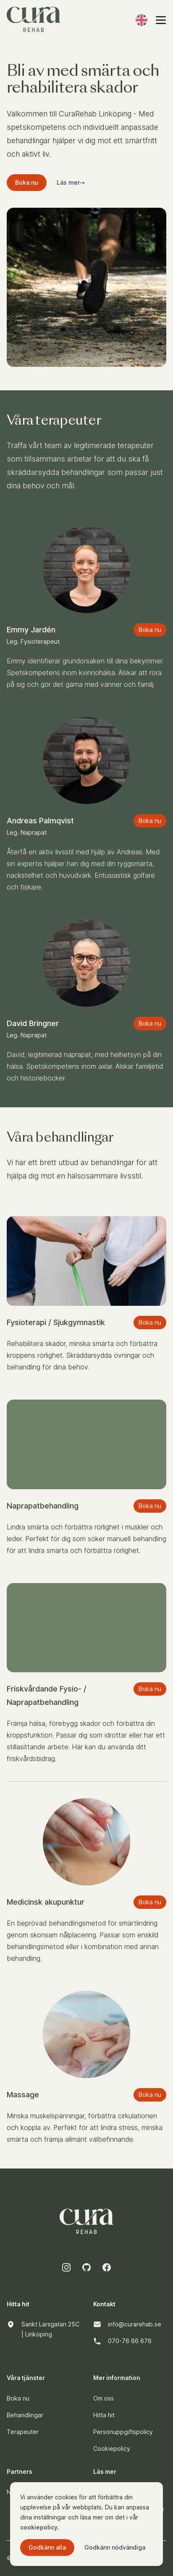 cura
REHAB
Bli av med smärta och
rehabilitera skador
Välkommen till CuraRehab Linköping - Med
spetskompetens och individuellt anpassade
behandlingar hjälper vi dig mot ett smärtfritt
och aktivt liv.
Boka nu
Läs mer→
Våra terapeuter
Träffa vårt team av legitimerade terapeuter
som tillsammans arbetar för att du ska få
skräddarsydda behandlingar som passar just
dina behov och mål.
Emmy Jardén
Boka nu
Leg. Fysioterapeut
Emmy identifierar grundorsaken till dina bekymmer.
Spetskompetens inom kvinnohälsa. Älskar att röra
på sig och gör det gärna med vänner och familj.
Andreas Palmqvist
Boka nu
Leg. Naprapat
Återfå en aktiv livsstil med hjälp av Andreas. Med
sin expertis hjälper han dig med din ryggsmärta,
nackstelhet och huvudvärk. Entusiastisk golfare
och fiskare.
David Bringner
Boka nu
Leg. Naprapat
David, legitimerad naprapat, med helhetsyn på din
hälsa. Spetskompetens inom axlar. Älskar familjetid
och historieböcker.
Våra behandlingar
Vi har ett brett utbud av behandlingar för att
hjälpa dig mot en hälsosammare livsstil.
Fysioterapi / Sjukgymnastik
Boka nu
Rehabilitera skador, minska smärta och förbättra
kroppens rörlighet. Skräddarsydda övningar och
behandling för dina behov.
Naprapatbehandling
Boka nu
Lindra smärta och förbättra rörlighet i muskler och
leder. Perfekt för dig som söker manuell behandling
för att lindra smärta och förbättra rörlighet.
Friskvårdande Fysio- /
Naprapatbehandling
Boka nu
Främja hälsa, förebygg skador och förbättra din
kroppsfunktion. Passar dig som idrottar eller har ett
stillasittande arbete. Här kan du använda ditt
friskvårdsbidrag.
Medicinsk akupunktur
Boka nu
En beprövad behandlingsmetod för smärtlindring
genom skonsam nålplacering. Passar som enskild
behandlingsmetod eller i kombination med annan
behandling.
Massage
Boka nu
Minska muskelspänningar, förbättra cirkulationen
och koppla av. Perfekt för att lindra stress, minska
smärta och främja allmänt välbefinnande.
cura
REHAB
Hitta hit
Sankt Larsgatan 25C
| Linköping
Kontakt
info@curarehab.se
070-76 66 676
Våra tjänster
Boka nu
Behandlingar
Terapeuter
Mer information
Om oss
Hitta hit
Personuppgiftspolicy
Cookiepolicy
Partners
Läs mer
Vi använder cookies för att förbättra din
upplevelse på vår webbplats. Du kan anpassa
dina inställningar och läsa mer om det i vår
cookiepolicy.
Godkänn alla
Godkänn nödvändiga